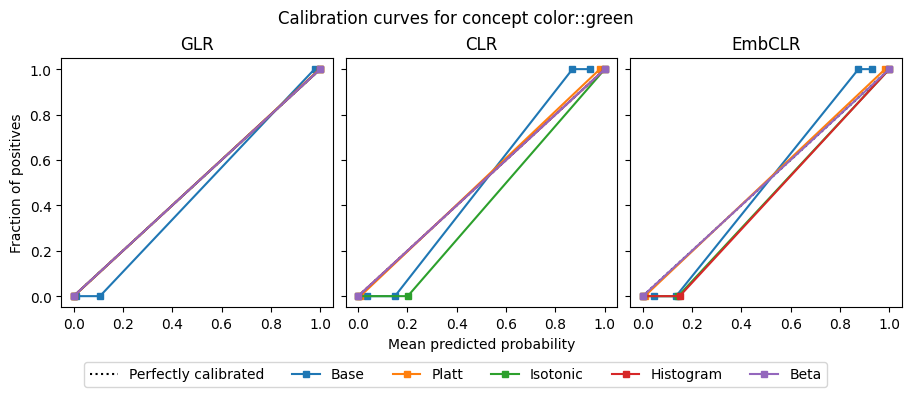 Calibration curves for concept color::green
GLR
CLR
EmbCLR
Fraction of positives
1.0
0.8
0.6
0.4
0.2
0.0
0.0 0.2 0.4 0.6 0.8 1.0
0.0 0.2 0.4 0.6 0.8 1.0
0.0 0.2 0.4 0.6 0.8 1.0
Mean predicted probability
Perfectly calibrated Base Platt Isotonic Histogram Beta